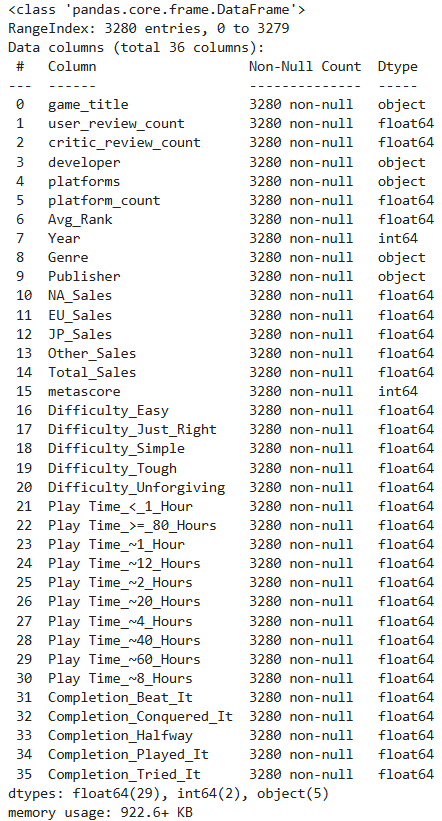 <class 'pandas.core.frame.DataFrame'>
RangeIndex: 3280 entries, 0 to 3279
Data columns (total 36 columns):
 #   Column                   Non-Null Count  Dtype
---  ------                   --------------  -----
 0   game_title               3280 non-null   object
 1   user_review_count        3280 non-null   float64
 2   critic_review_count      3280 non-null   float64
 3   developer                3280 non-null   object
 4   platforms                3280 non-null   object
 5   platform_count           3280 non-null   float64
 6   Avg_Rank                 3280 non-null   float64
 7   Year                     3280 non-null   int64
 8   Genre                    3280 non-null   object
 9   Publisher                3280 non-null   object
 10  NA_Sales                 3280 non-null   float64
 11  EU_Sales                 3280 non-null   float64
 12  JP_Sales                 3280 non-null   float64
 13  Other_Sales              3280 non-null   float64
 14  Total_Sales              3280 non-null   float64
 15  metascore                3280 non-null   int64
 16  Difficulty_Easy          3280 non-null   float64
 17  Difficulty_Just_Right    3280 non-null   float64
 18  Difficulty_Simple        3280 non-null   float64
 19  Difficulty_Tough         3280 non-null   float64
 20  Difficulty_Unforgiving   3280 non-null   float64
 21  Play Time_<_1_Hour       3280 non-null   float64
 22  Play Time_>=_80_Hours    3280 non-null   float64
 23  Play Time_~1_Hour        3280 non-null   float64
 24  Play Time_~12_Hours      3280 non-null   float64
 25  Play Time_~2_Hours       3280 non-null   float64
 26  Play Time_~20_Hours      3280 non-null   float64
 27  Play Time_~4_Hours       3280 non-null   float64
 28  Play Time_~40_Hours      3280 non-null   float64
 29  Play Time_~60_Hours      3280 non-null   float64
 30  Play Time_~8_Hours       3280 non-null   float64
 31  Completion_Beat_It       3280 non-null   float64
 32  Completion_Conquered_It  3280 non-null   float64
 33  Completion_Halfway       3280 non-null   float64
 34  Completion_Played_It     3280 non-null   float64
 35  Completion_Tried_It      3280 non-null   float64
dtypes: float64(29), int64(2), object(5)
memory usage: 922.6+ KB